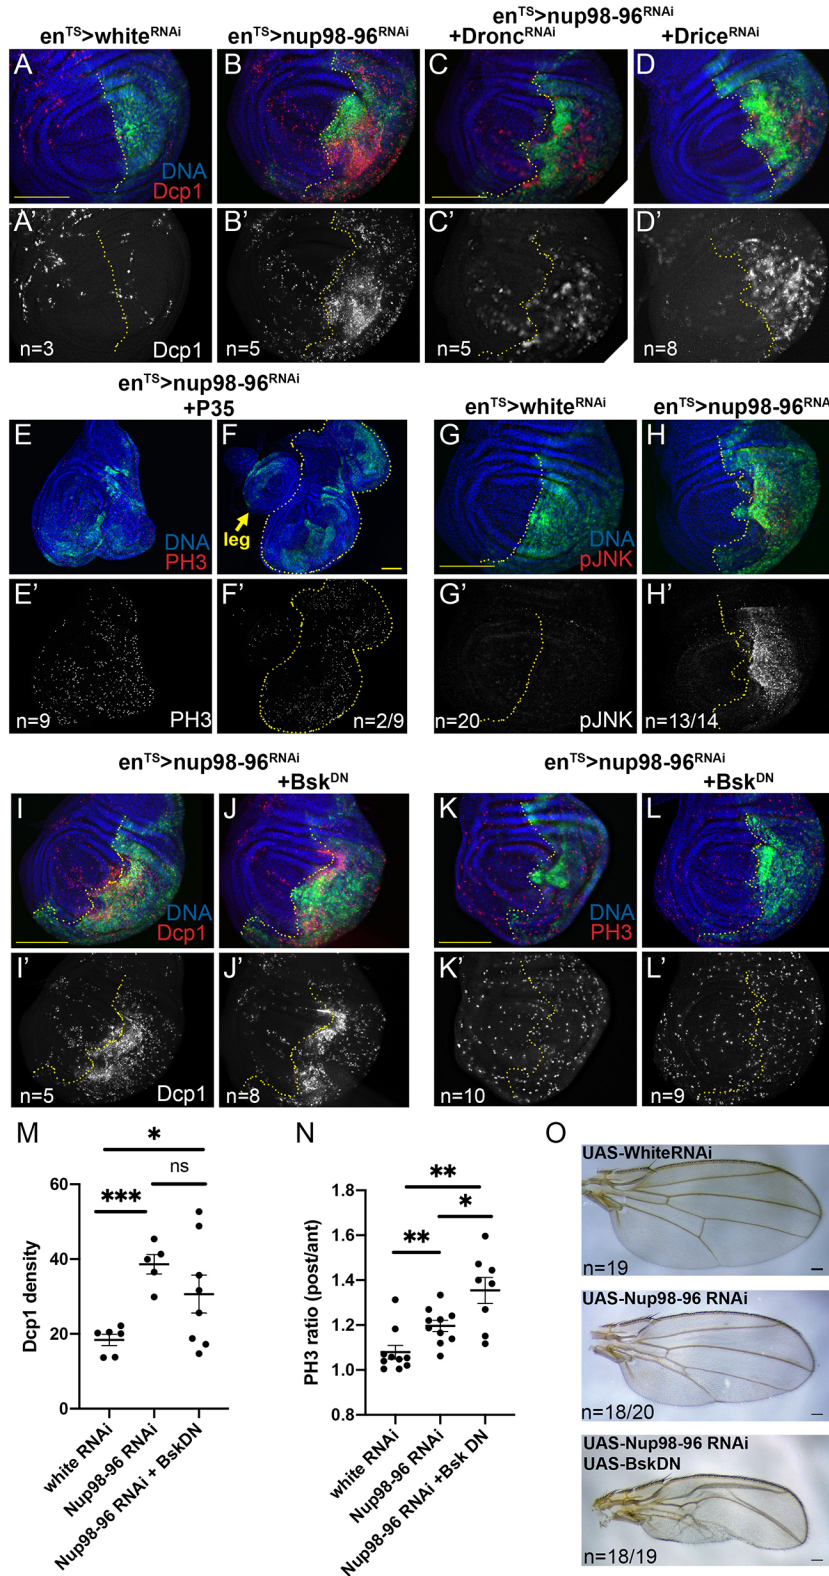 en^TS>nup98-96^RNAi
en^TS>white^RNAi
en^TS>nup98-96^RNAi
+Dronc^RNAi
+Drice^RNAi
A
B
C
D
DNA
Dcp1
A'
B'
C'
D'
n=3
Dcp1
n=5
n=5
n=8
en^TS>nup98-96^RNAi
+P35
en^TS>white^RNAi
en^TS>nup98-96^RNA
E
F
G
H
leg
DNA
PH3
DNA
pJNK
E'
F'
G'
H'
n=9
PH3
n=2/9
n=20
pJNK
n=13/14
en^TS>nup98-96^RNAi
+Bsk^DN
en^TS>nup98-96^RNAi
+Bsk^DN
I
J
K
L
DNA
Dcp1
DNA
PH3
I'
J'
K'
L'
n=5
Dcp1
n=8
n=10
n=9
M
*
ns
***
60
40
20
0
Dcp1 density
white RNAi
Nup98-96 RNAi
Nup98-96 RNAi + BskDN
N
**
*
**
1.8
1.6
1.4
1.2
1.0
0.8
PH3 ratio (post/ant)
white RNAi
Nup98-96 RNAi
Nup98-96 RNAi +Bsk DN
O
UAS-WhiteRNAi
n=19
UAS-Nup98-96 RNAi
n=18/20
UAS-Nup98-96 RNAi
UAS-BskDN
n=18/19